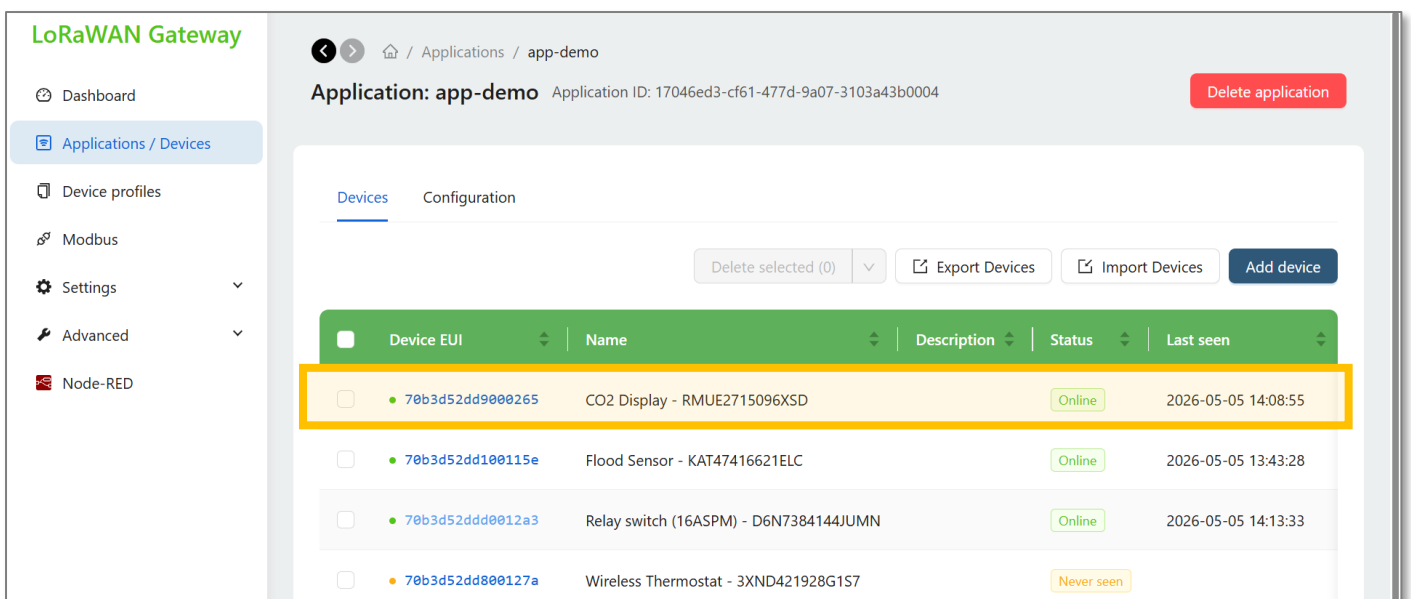 LoRaWAN Gateway
Dashboard
Applications / Devices
Device profiles
Modbus
Settings
Advanced
Node-RED
/ Applications / app-demo
Application: app-demo Application ID: 17046ed3-cf61-477d-9a07-3103a43b0004
Delete application
Devices Configuration
Delete selected (0) Export Devices Import Devices Add device
Device EUI Name Description Status Last seen
70b3d52dd9000265 CO2 Display - RMUE2715096XSD Online 2026-05-05 14:08:55
70b3d52dd100115e Flood Sensor - KAT47416621ELC Online 2026-05-05 13:43:28
70b3d52ddd0012a3 Relay switch (16ASPM) - D6N7384144JUMN Online 2026-05-05 14:13:33
70b3d52dd800127a Wireless Thermostat - 3XND421928G1S7 Never seen